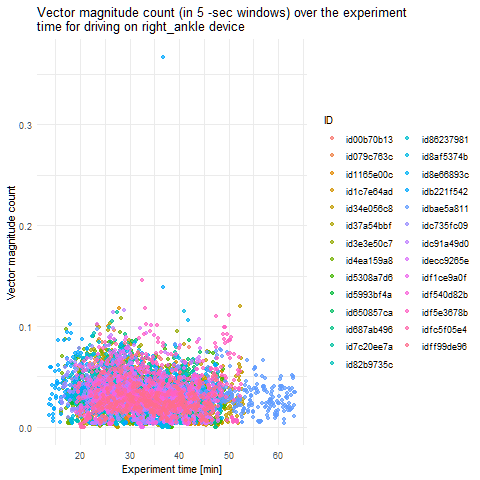 Vector magnitude count (in 5 -sec windows) over the experiment
time for driving on right_ankle device
Vector magnitude count
0.3
0.2
0.1
0.0
20 30 40 50 60
Experiment time [min]
ID
id00b70b13 id86237981
id079c763c id8af5374b
id1165e00c id8e66893c
id1c7e64ad idb221f542
id34e056c8 idbae5a811
id37a54bbf idc735fc09
id3e3e50c7 idc91a49d0
id4ea159a8 idecc9265e
id5308a7d6 idf1ce9a0f
id5993bf4a idf540d82b
id650857ca idf5e3678b
id687ab496 idfc5f05e4
id7c20ee7a idff99de96
id82b9735c